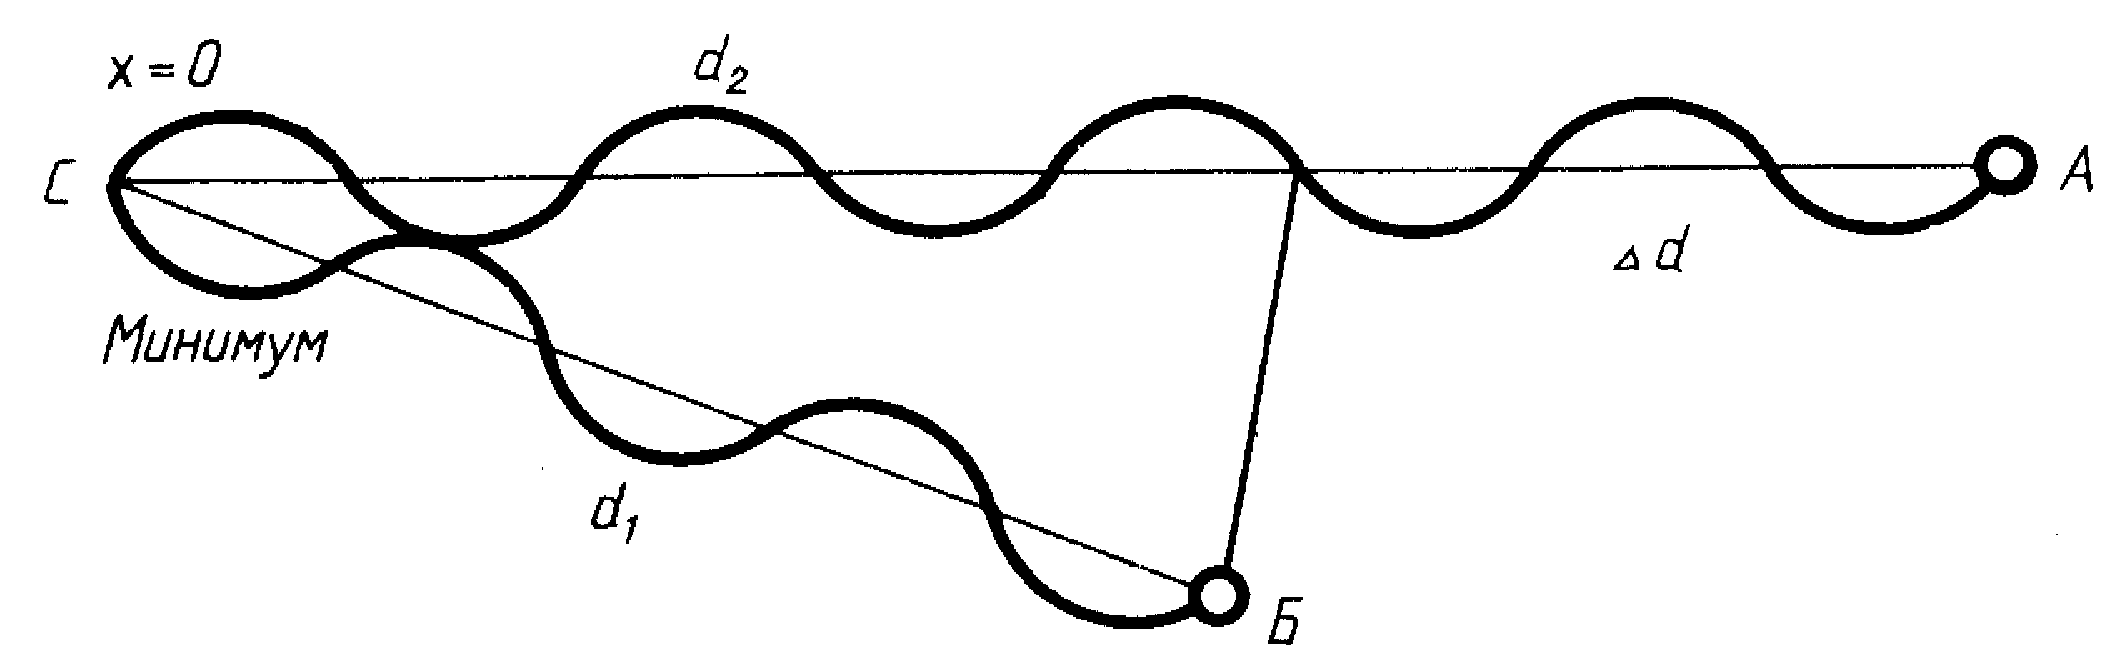 x = 0
d₂
C
A
Δd
Минимум
d₁
Б